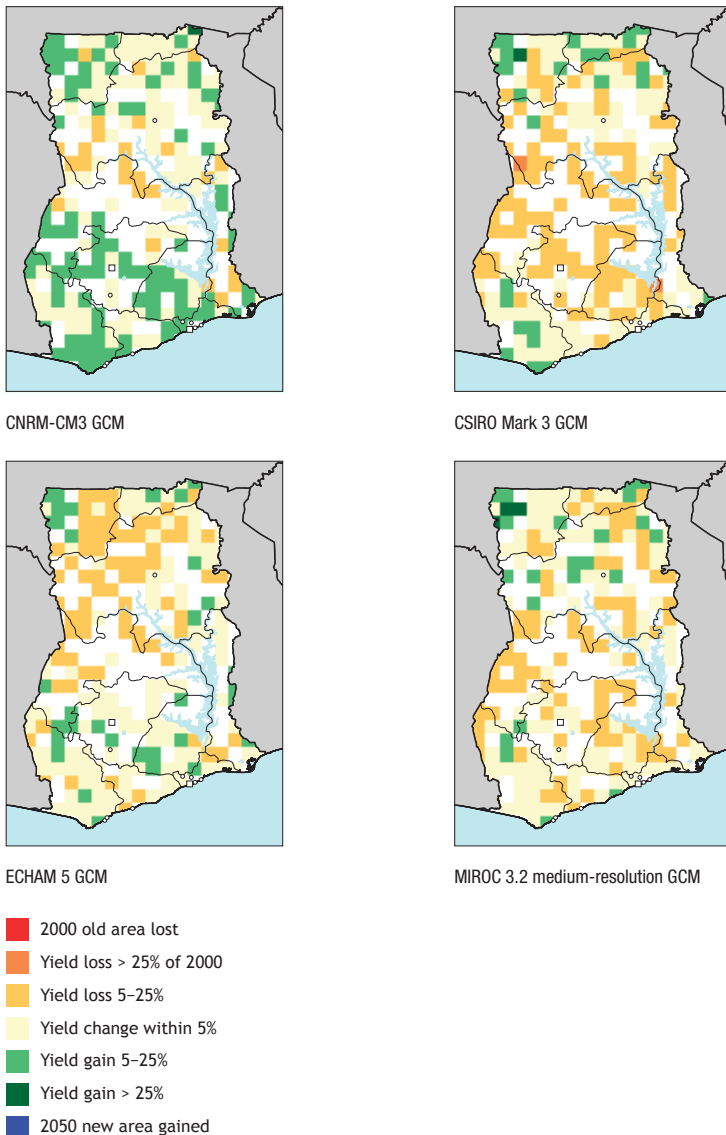 CNRM-CM3 GCM
CSIRO Mark 3 GCM
ECHAM 5 GCM
MIROC 3.2 medium-resolution GCM
2000 old area lost
Yield loss > 25% of 2000
Yield loss 5–25%
Yield change within 5%
Yield gain 5–25%
Yield gain > 25%
2050 new area gained